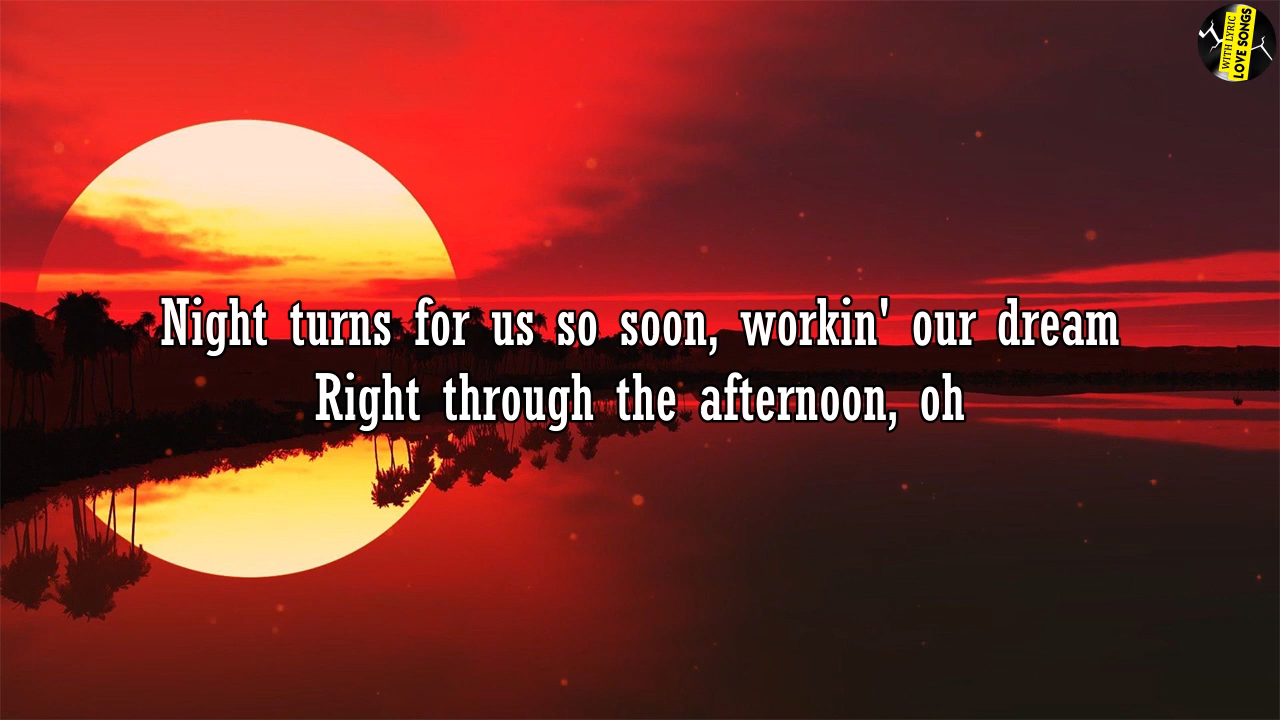 WITH LYRIC
LOVE SONGS
Night turns for us so soon, workin' our dream
Right through the afternoon, oh